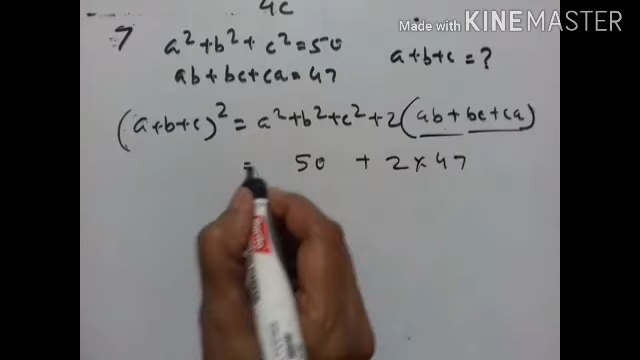 4c
Made with KINEMASTER
7 a²+b²+c²=50 a+b+c=?
ab+bc+ca=47
(a+b+c)²=a²+b²+c²+2(ab+bc+ca)
= 50 + 2×47